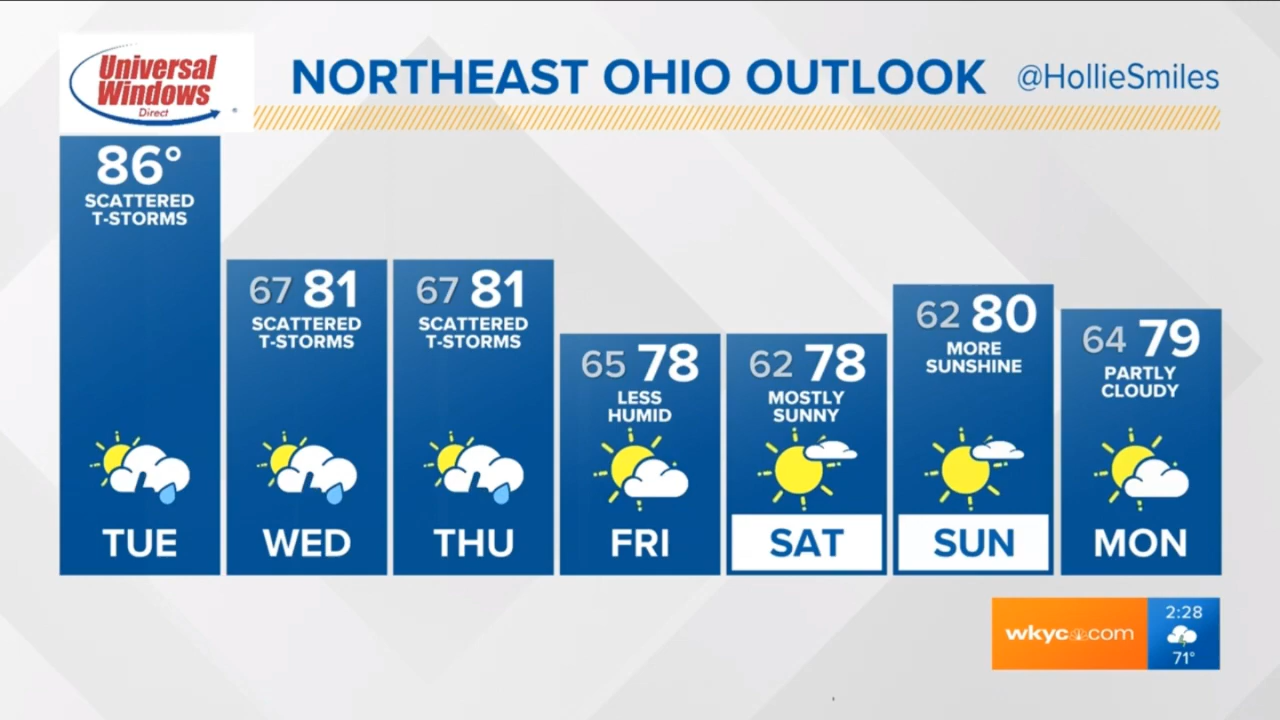 Universal
Windows
Direct
®
NORTHEAST OHIO OUTLOOK
@HollieSmiles
86°
SCATTERED
T-STORMS
TUE
67 81
SCATTERED
T-STORMS
WED
67 81
SCATTERED
T-STORMS
THU
65 78
LESS
HUMID
FRI
62 78
MOSTLY
SUNNY
SAT
62 80
MORE
SUNSHINE
SUN
64 79
PARTLY
CLOUDY
MON
wkyc.com
2:28
71°